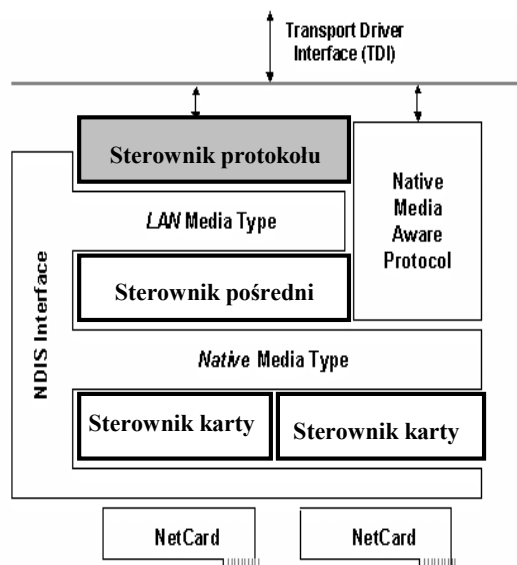 Transport Driver
Interface (TDI)
Sterownik protokołu
Native
Media
Aware
Protocol
LAN Media Type
Sterownik pośredni
NDIS Interface
Native Media Type
Sterownik karty
Sterownik karty
NetCard
NetCard